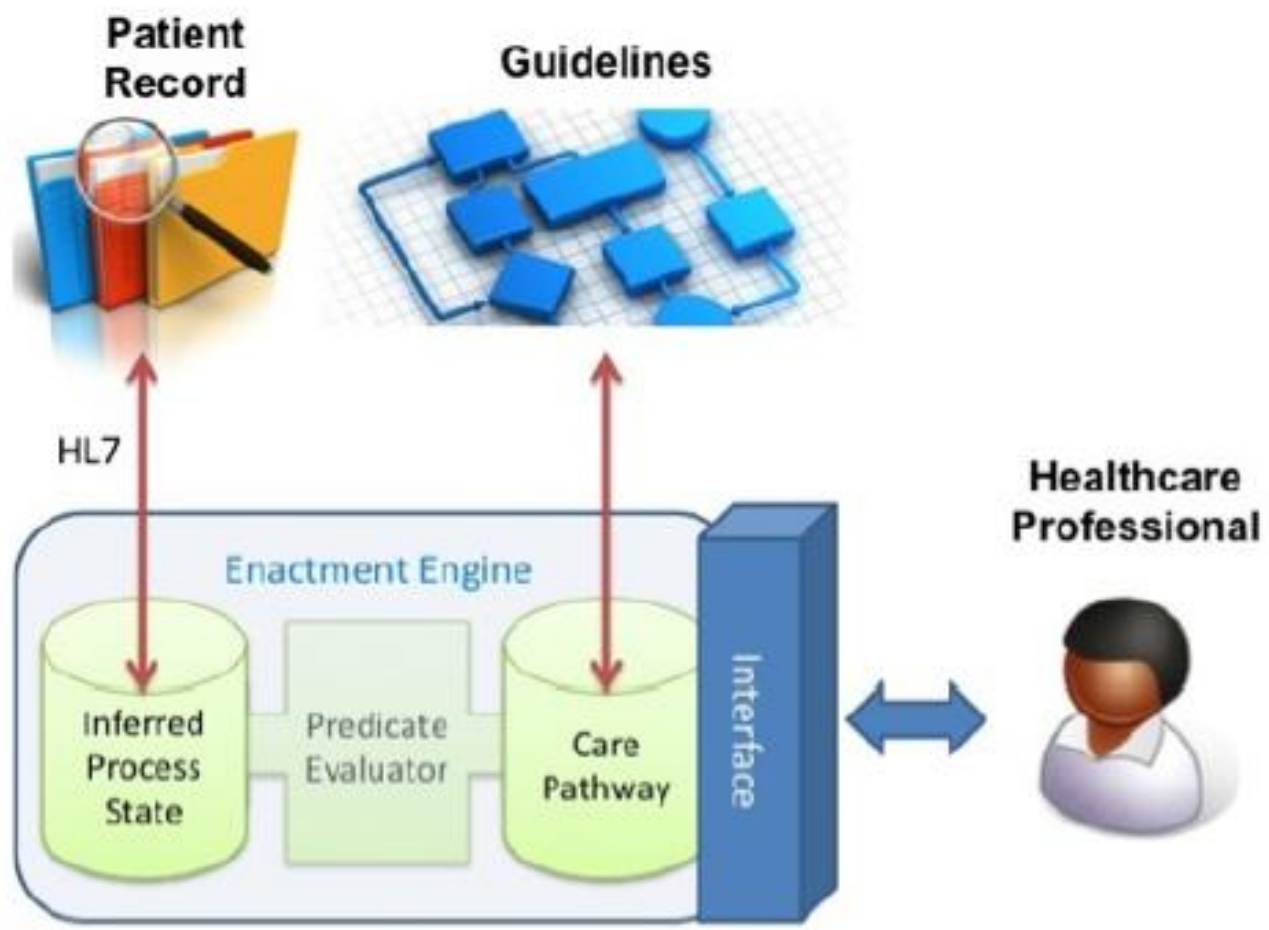 Patient
Record
Guidelines
HL7
Healthcare
Professional
Enactment Engine
Inferred
Process
State
Predicate
Evaluator
Care
Pathway
Interface